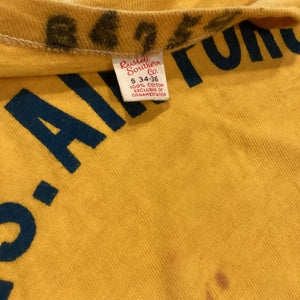 Russell
Southern
Co.
S 34-36
100% COTTON
EXCLUSIVE OF
ORNAMENTATION
S. AIR FORC